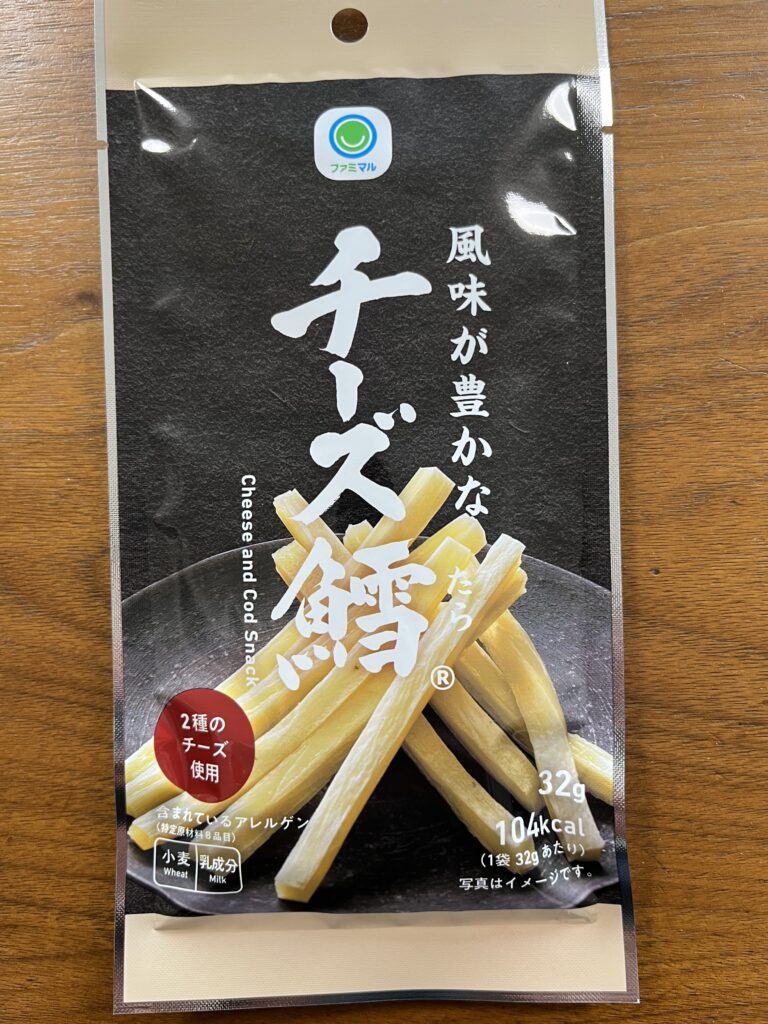 ファミマル
風味が豊かな
チーズ鱈®
たら
Cheese and Cod Snack
2種の
チーズ
使用
含まれているアレルゲン
(特定原材料8品目)
小麦 乳成分
Wheat Milk
32g
104kcal
(1袋 32gあたり)
写真はイメージです。